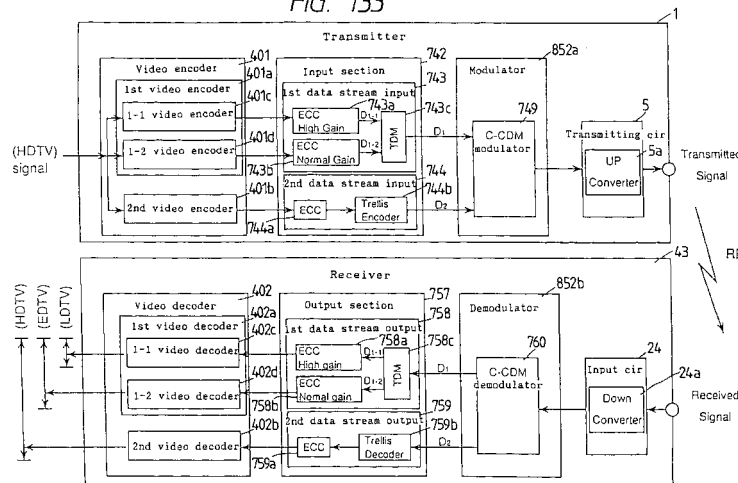 FIG. 133
1
Transmitter
Video encoder
401
401a
1st video encoder
401c
1-1 video encoder
401d
1-2 video encoder
401b
2nd video encoder
(HDTV)
signal
Input section
742
743
1st data stream input
743a
743c
ECC
High Gain
D1-1
TDM
D1
ECC
Normal Gain
D1-2
743b
2nd data stream input
744
744b
ECC
Trellis
Encoder
D2
744a
Modulator
852a
749
C-CDM
modulator
5
Transmitting cir
5a
UP
Converter
Transmitted
Signal
RE
43
Receiver
(HDTV)
(EDTV)
(LDTV)
Video decoder
402
402a
1st video decoder
402c
1-1 video decoder
402d
1-2 video decoder
402b
2nd video decoder
Output section
757
758
1st data stream output
758a
758c
ECC
High gain
D1-1
TDM
D1
ECC
Normal gain
D1-2
758b
759
2nd data stream output
759b
ECC
Trellis
Decoder
D2
759a
Demodulator
852b
760
C-CDM
demodulator
Input cir
24
24a
Down
Converter
Received
Signal